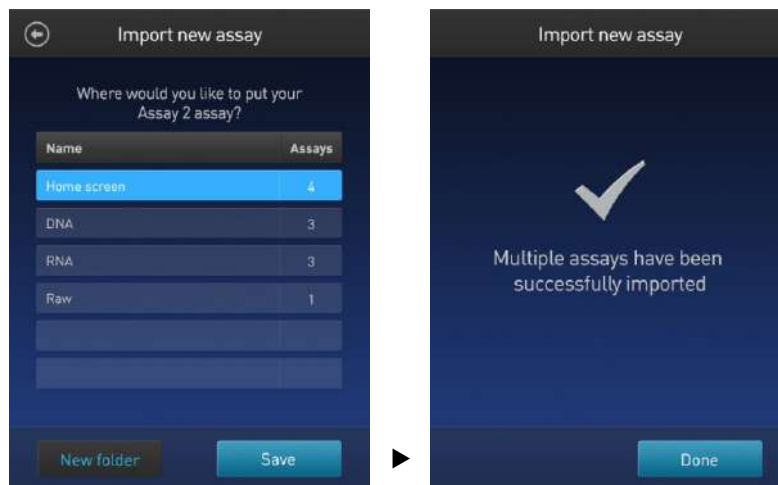 Import new assay
Where would you like to put your
Assay 2 assay?
Name Assays
Home screen 4
DNA 3
RNA 3
Raw 1
New folder Save
Import new assay
Multiple assays have been
successfully imported
Done